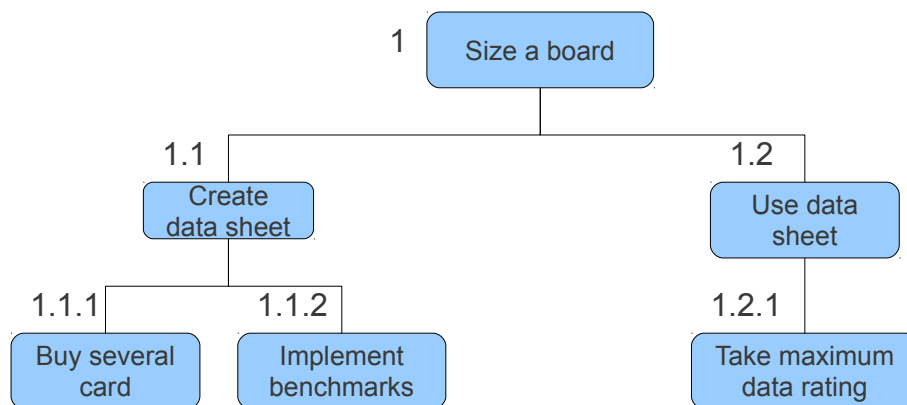 1
Size a board
1.1
Create
data sheet
1.2
Use data
sheet
1.1.1
Buy several
card
1.1.2
Implement
benchmarks
1.2.1
Take maximum
data rating